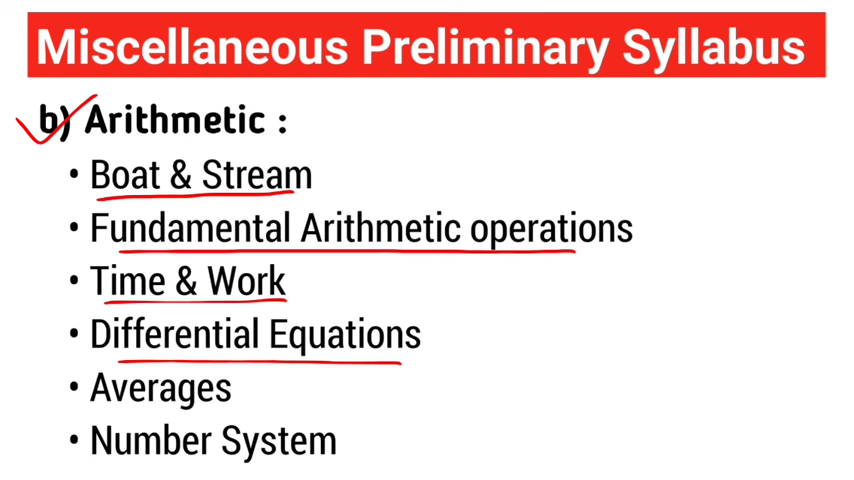 Miscellaneous Preliminary Syllabus
b) Arithmetic :
• Boat & Stream
• Fundamental Arithmetic operations
• Time & Work
• Differential Equations
• Averages
• Number System